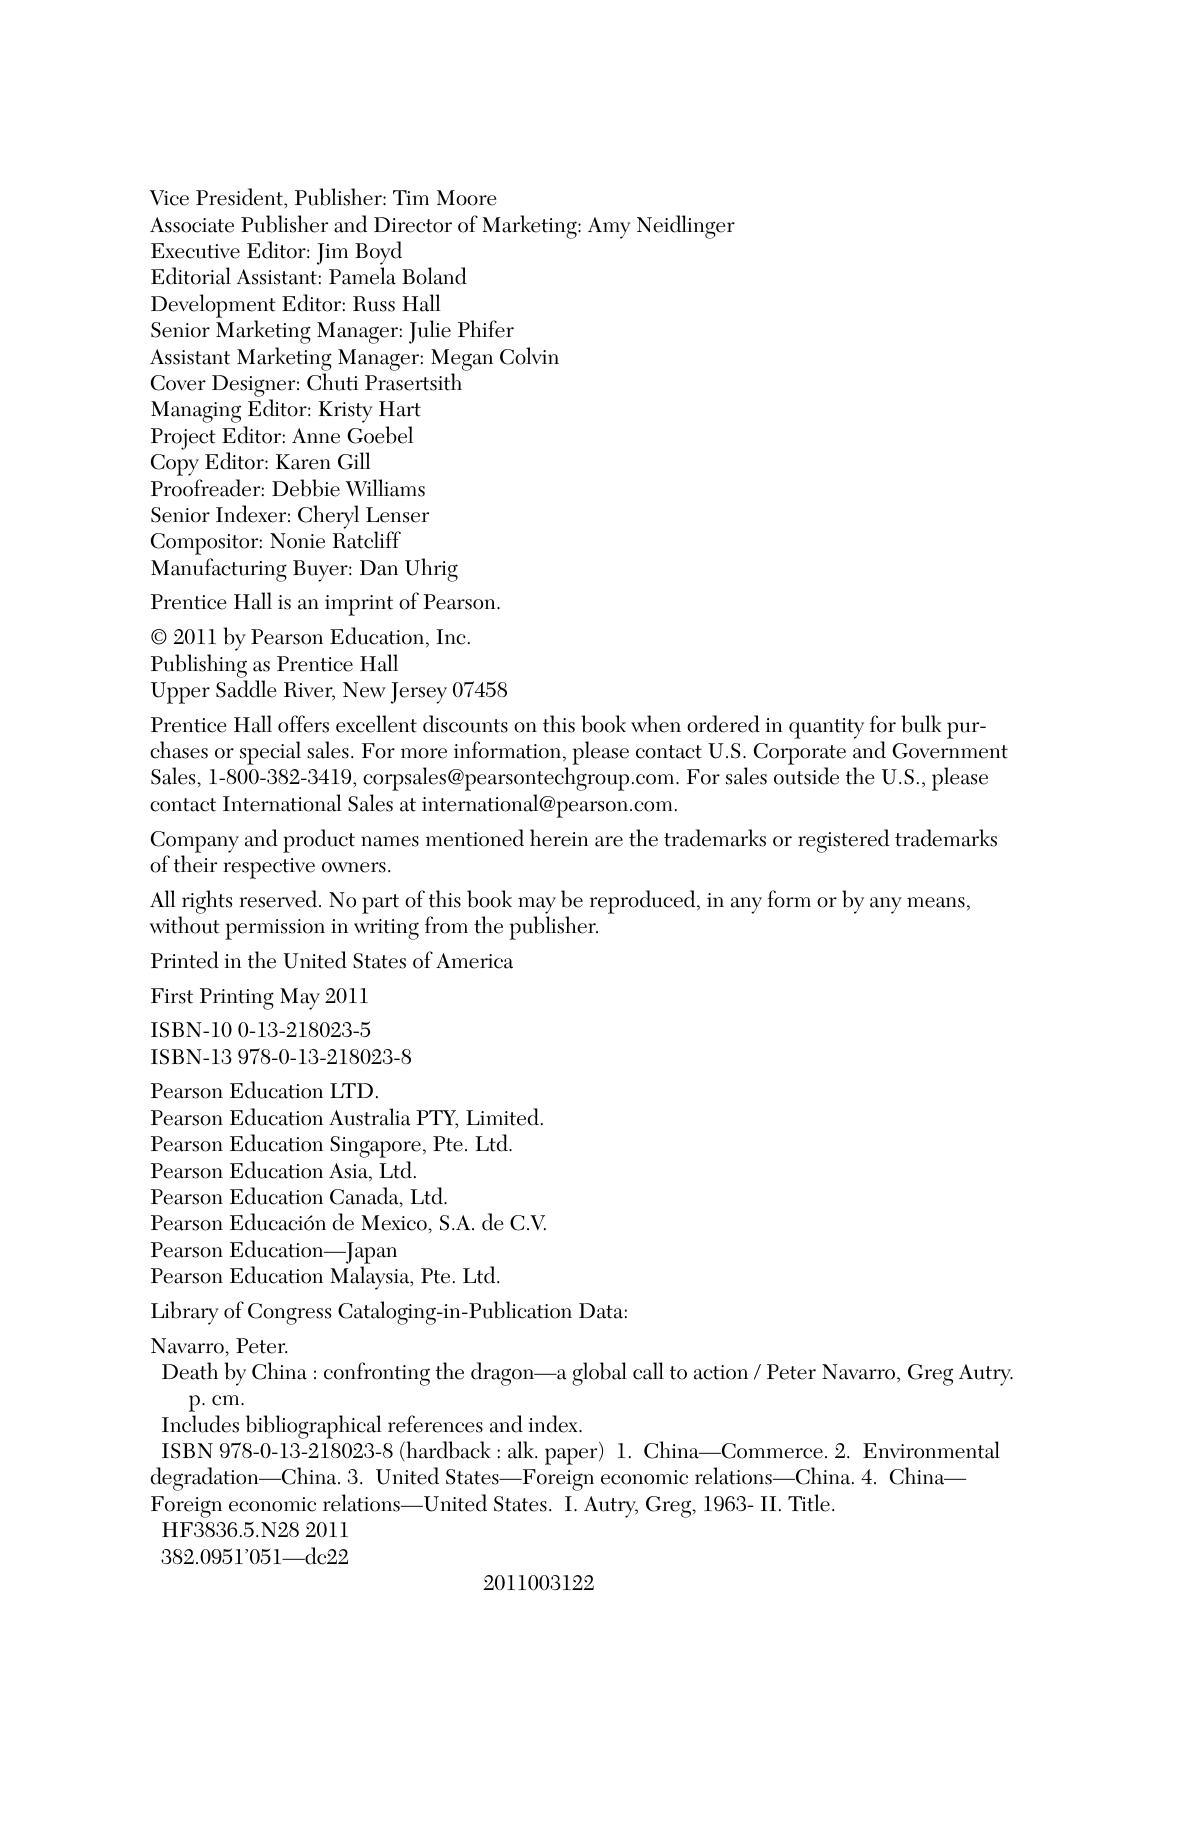 Vice President, Publisher: Tim Moore
Associate Publisher and Director of Marketing: Amy Neidlinger
Executive Editor: Jim Boyd
Editorial Assistant: Pamela Boland
Development Editor: Russ Hall
Senior Marketing Manager: Julie Phifer
Assistant Marketing Manager: Megan Colvin
Cover Designer: Chuti Prasertsith
Managing Editor: Kristy Hart
Project Editor: Anne Goebel
Copy Editor: Karen Gill
Proofreader: Debbie Williams
Senior Indexer: Cheryl Lenser
Compositor: Nonie Ratcliff
Manufacturing Buyer: Dan Uhrig
Prentice Hall is an imprint of Pearson.
© 2011 by Pearson Education, Inc.
Publishing as Prentice Hall
Upper Saddle River, New Jersey 07458
Prentice Hall offers excellent discounts on this book when ordered in quantity for bulk pur-
chases or special sales. For more information, please contact U.S. Corporate and Government
Sales, 1-800-382-3419, corpsales@pearsontechgroup.com. For sales outside the U.S., please
contact International Sales at international@pearson.com.
Company and product names mentioned herein are the trademarks or registered trademarks
of their respective owners.
All rights reserved. No part of this book may be reproduced, in any form or by any means,
without permission in writing from the publisher.
Printed in the United States of America
First Printing May 2011
ISBN-10 0-13-218023-5
ISBN-13 978-0-13-218023-8
Pearson Education LTD.
Pearson Education Australia PTY, Limited.
Pearson Education Singapore, Pte. Ltd.
Pearson Education Asia, Ltd.
Pearson Education Canada, Ltd.
Pearson Educación de Mexico, S.A. de C.V.
Pearson Education—Japan
Pearson Education Malaysia, Pte. Ltd.
Library of Congress Cataloging-in-Publication Data:
Navarro, Peter.
Death by China : confronting the dragon—a global call to action / Peter Navarro, Greg Autry.
p. cm.
Includes bibliographical references and index.
ISBN 978-0-13-218023-8 (hardback : alk. paper) 1. China—Commerce. 2. Environmental
degradation—China. 3. United States—Foreign economic relations—China. 4. China—
Foreign economic relations—United States. I. Autry, Greg, 1963- II. Title.
HF3836.5.N28 2011
382.0951’051—dc22
2011003122